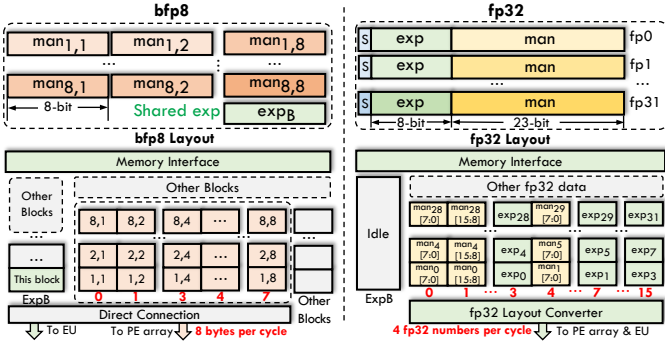 bfp8
man1,1 man1,2 man1,8
...
man8,1 man8,2 man8,8
8-bit
Shared exp
expB
bfp8 Layout
Memory Interface
Other Blocks
Other Blocks
8,1 8,2 8,4 ... 8,8
...
... 2,1 2,2 2,4 ... 2,8
This block 1,1 1,2 1,4 ... 1,8
ExpB
0 1 3 4 7
Other Blocks
Direct Connection
To EU
To PE array
8 bytes per cycle
fp32
s exp man fp0
s exp man fp1
... ...
s exp man fp31
8-bit 23-bit
fp32 Layout
Memory Interface
Idle
ExpB
Other fp32 data
man28 [7:0] man28 [15:8] exp28 man29 [7:0] exp29 exp31
...
man4 [7:0] man4 [15:8] exp4 man5 [7:0] exp5 exp7
man0 [7:0] man0 [15:8] exp0 man1 [7:0] exp1 exp3
0 1 ... 3 4 ... 7 ... 15
fp32 Layout Converter
4 fp32 numbers per cycle
To PE array & EU